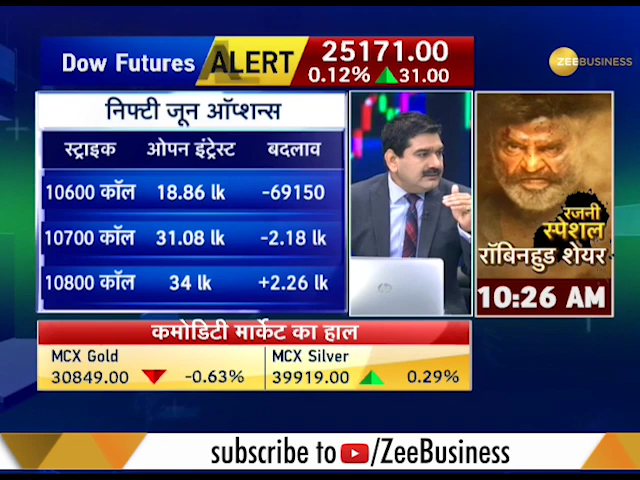 Dow Futures ALERT 25171.00
0.12% 31.00
ZEE BUSINESS
निफ्टी जून ऑप्शन्स
स्ट्राइक ओपन इंट्रेस्ट बदलाव
10600 कॉल 18.86 lk -69150
10700 कॉल 31.08 lk -2.18 lk
10800 कॉल 34 lk +2.26 lk
रजनी
स्पेशल
रॉबिनहुड शेयर
10:26 AM
कमोडिटी मार्केट का हाल
MCX Gold MCX Silver
30849.00 -0.63% 39919.00 0.29%
subscribe to /ZeeBusiness